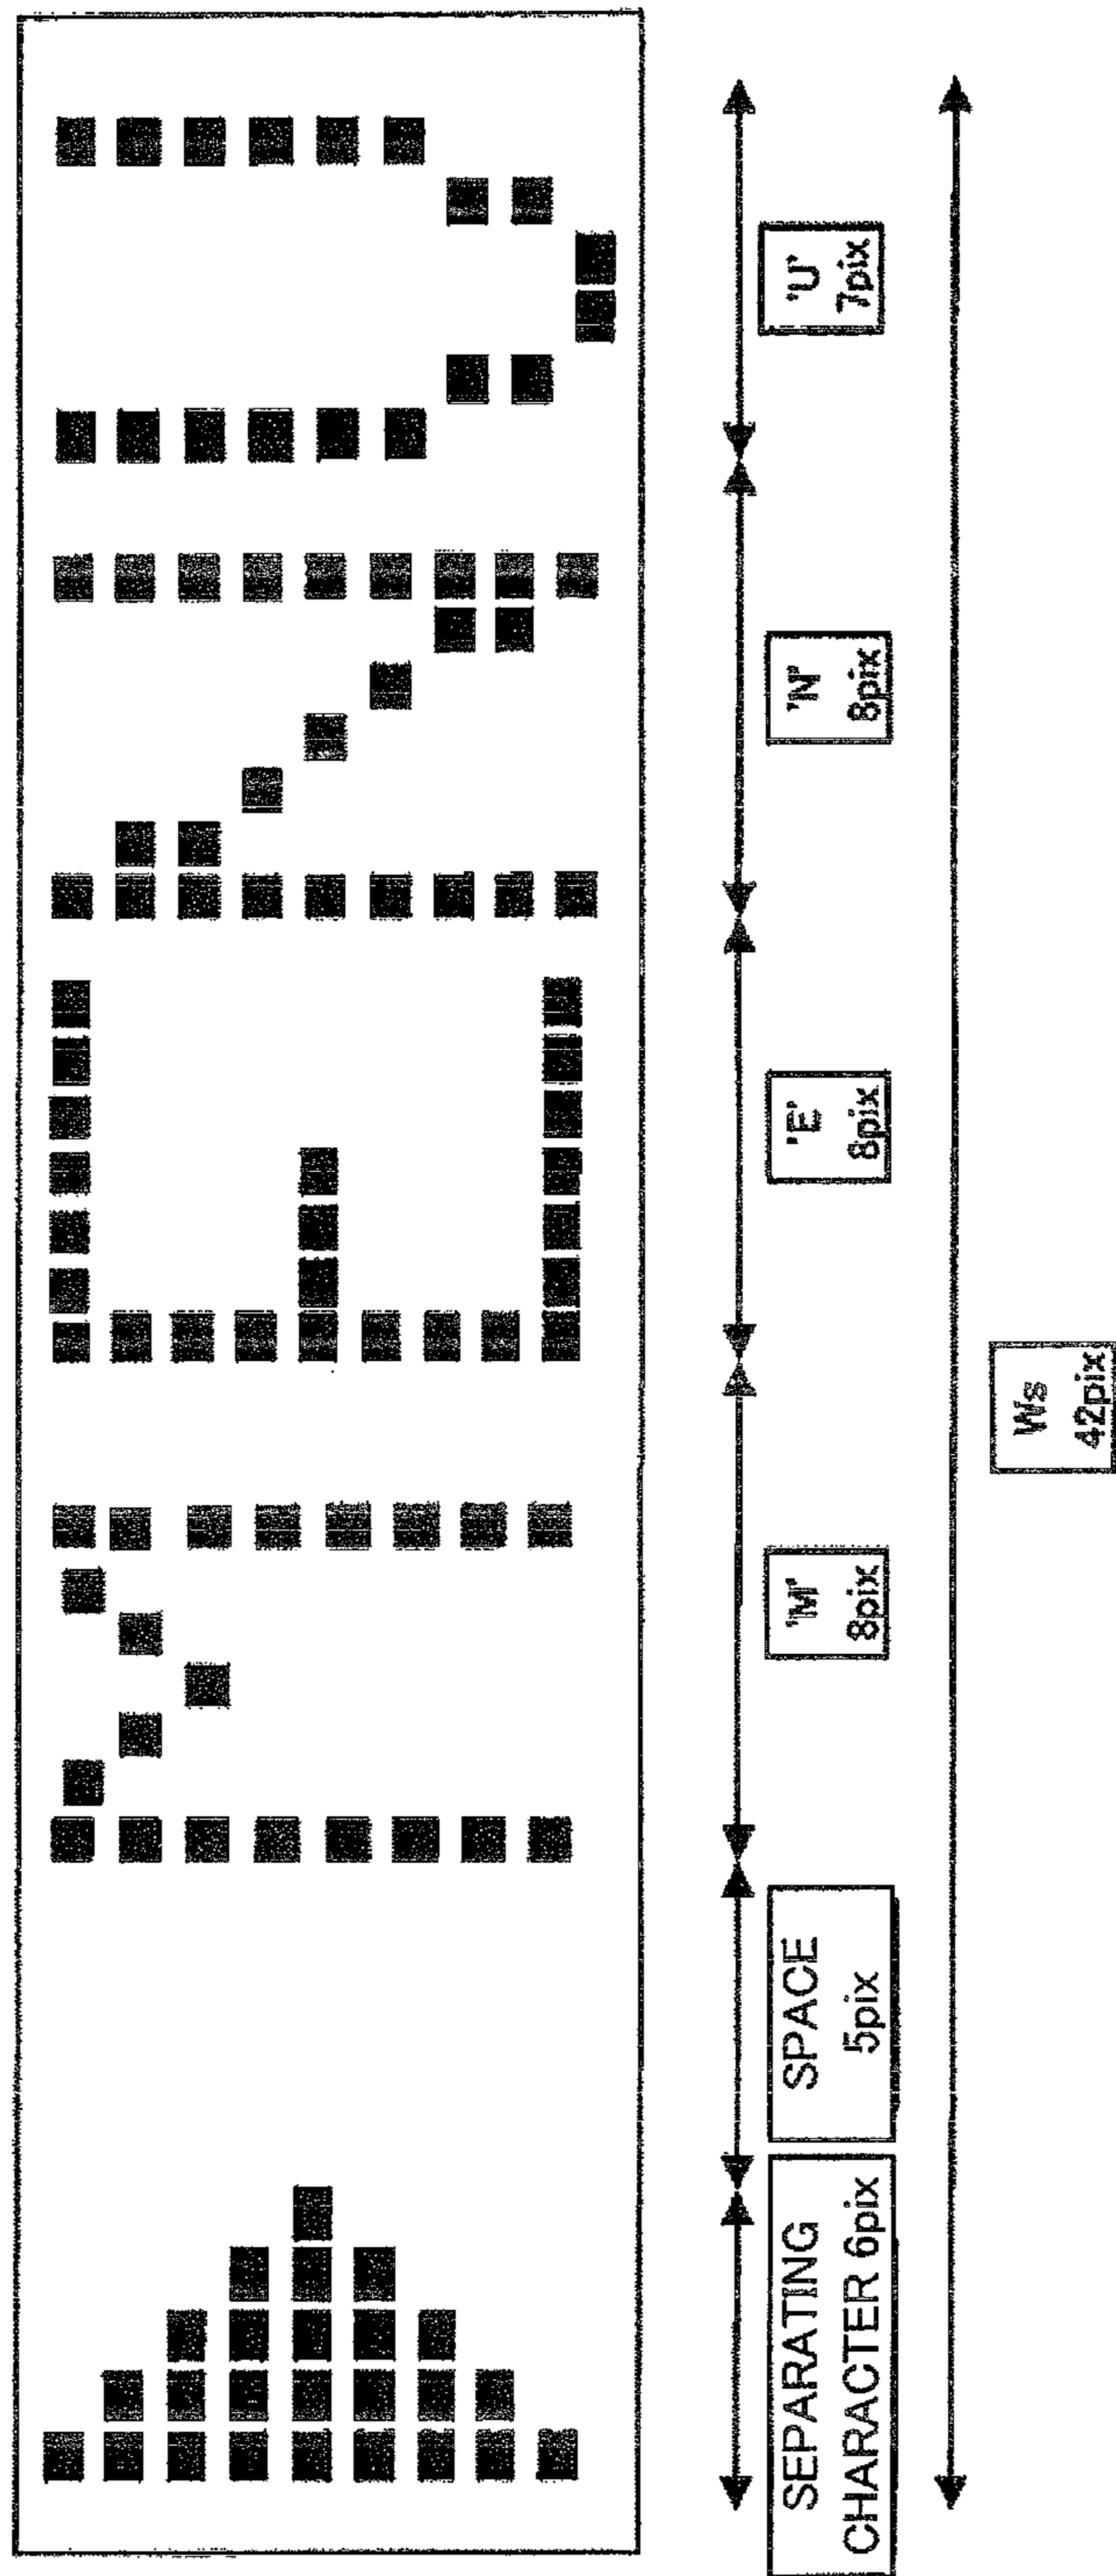 MENU
SEPARATING
CHARACTER 6pix
SPACE
5pix
'M'
8pix
'E'
8pix
'N'
8pix
'U'
7pix
Ws
42pix